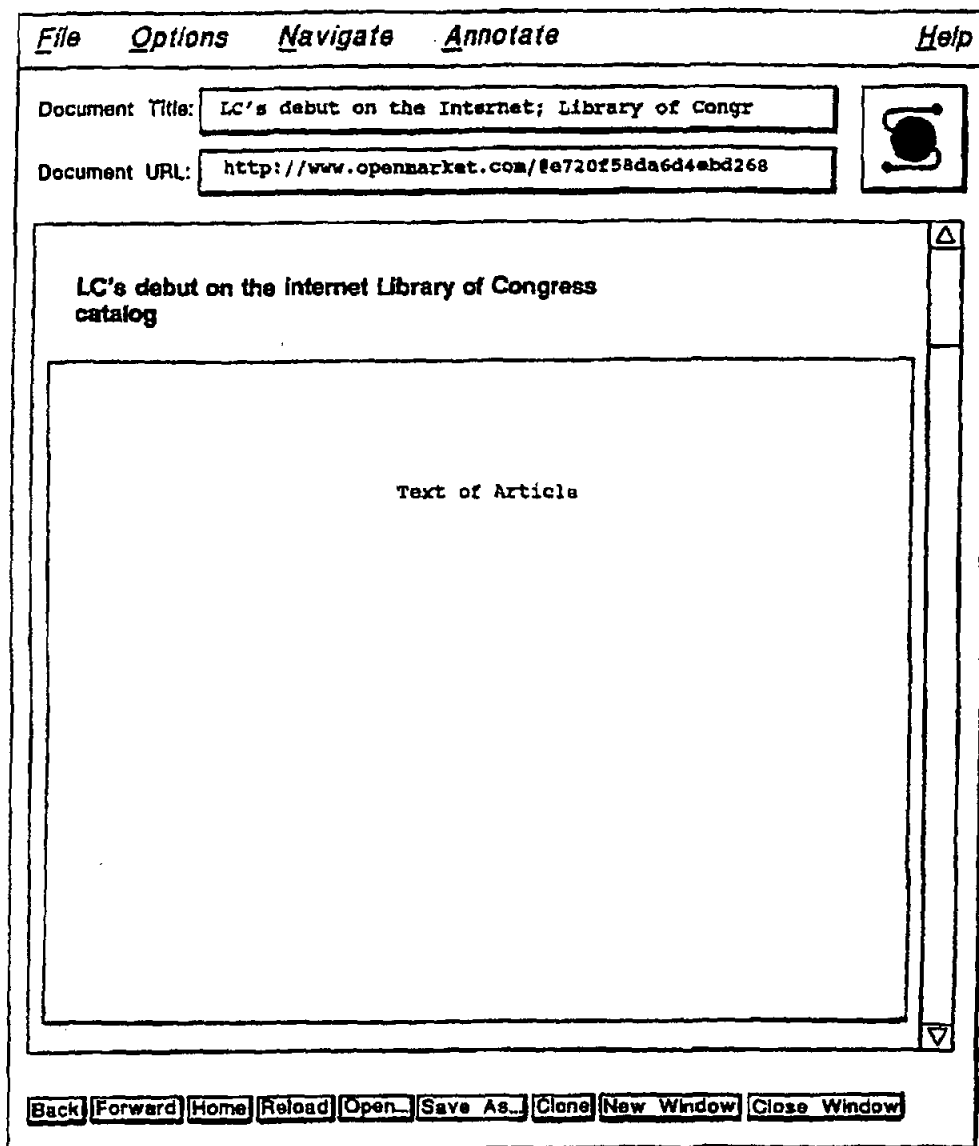 File Options Navigate Annotate Help
Document Title: LC's debut on the Internet; Library of Congr
Document URL: http://www.openmarket.com/@e720f58da6d4ebd268
LC's debut on the internet Library of Congress
catalog
Text of Article
Back Forward Home Reload Open... Save As... Clone New Window Close Window